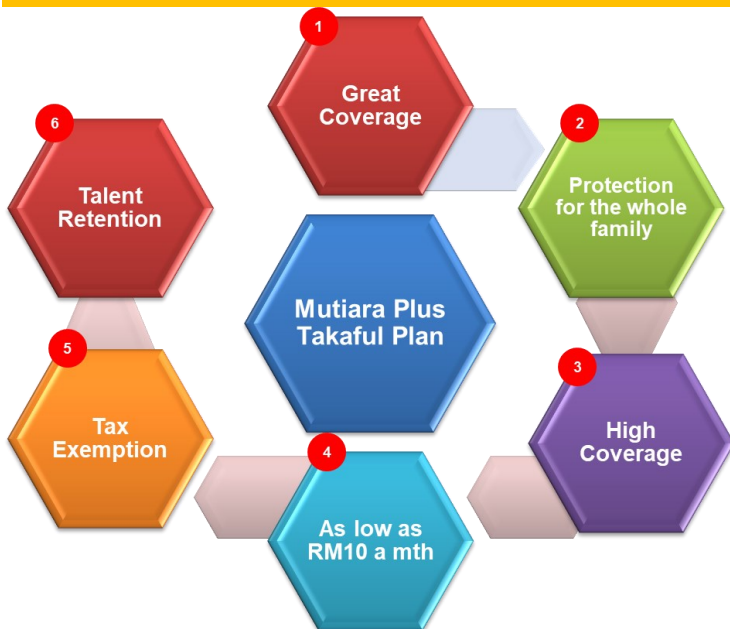 1
Great
Coverage
2
Protection
for the whole
family
3
High
Coverage
4
As low as
RM10 a mth
5
Tax
Exemption
6
Talent
Retention
Mutiara Plus
Takaful Plan